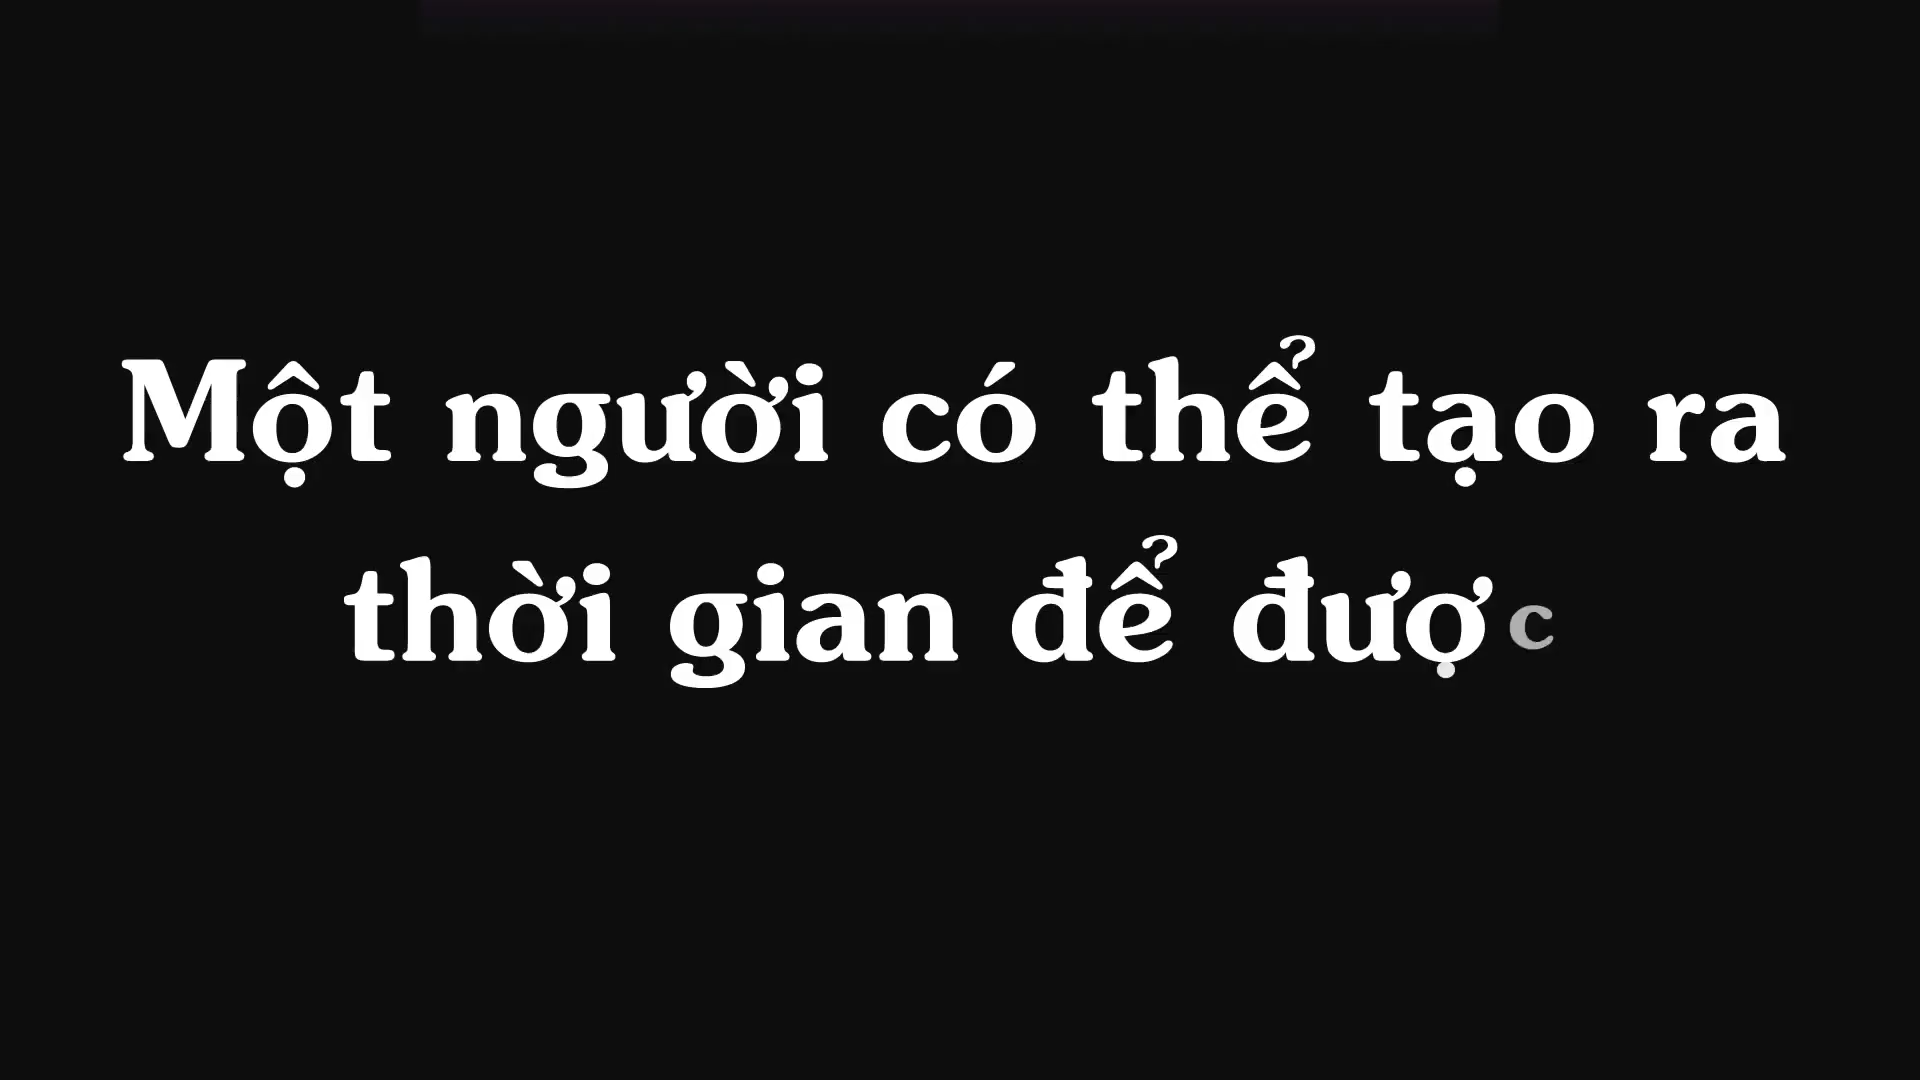 Một người có thể tạo ra
thời gian để được